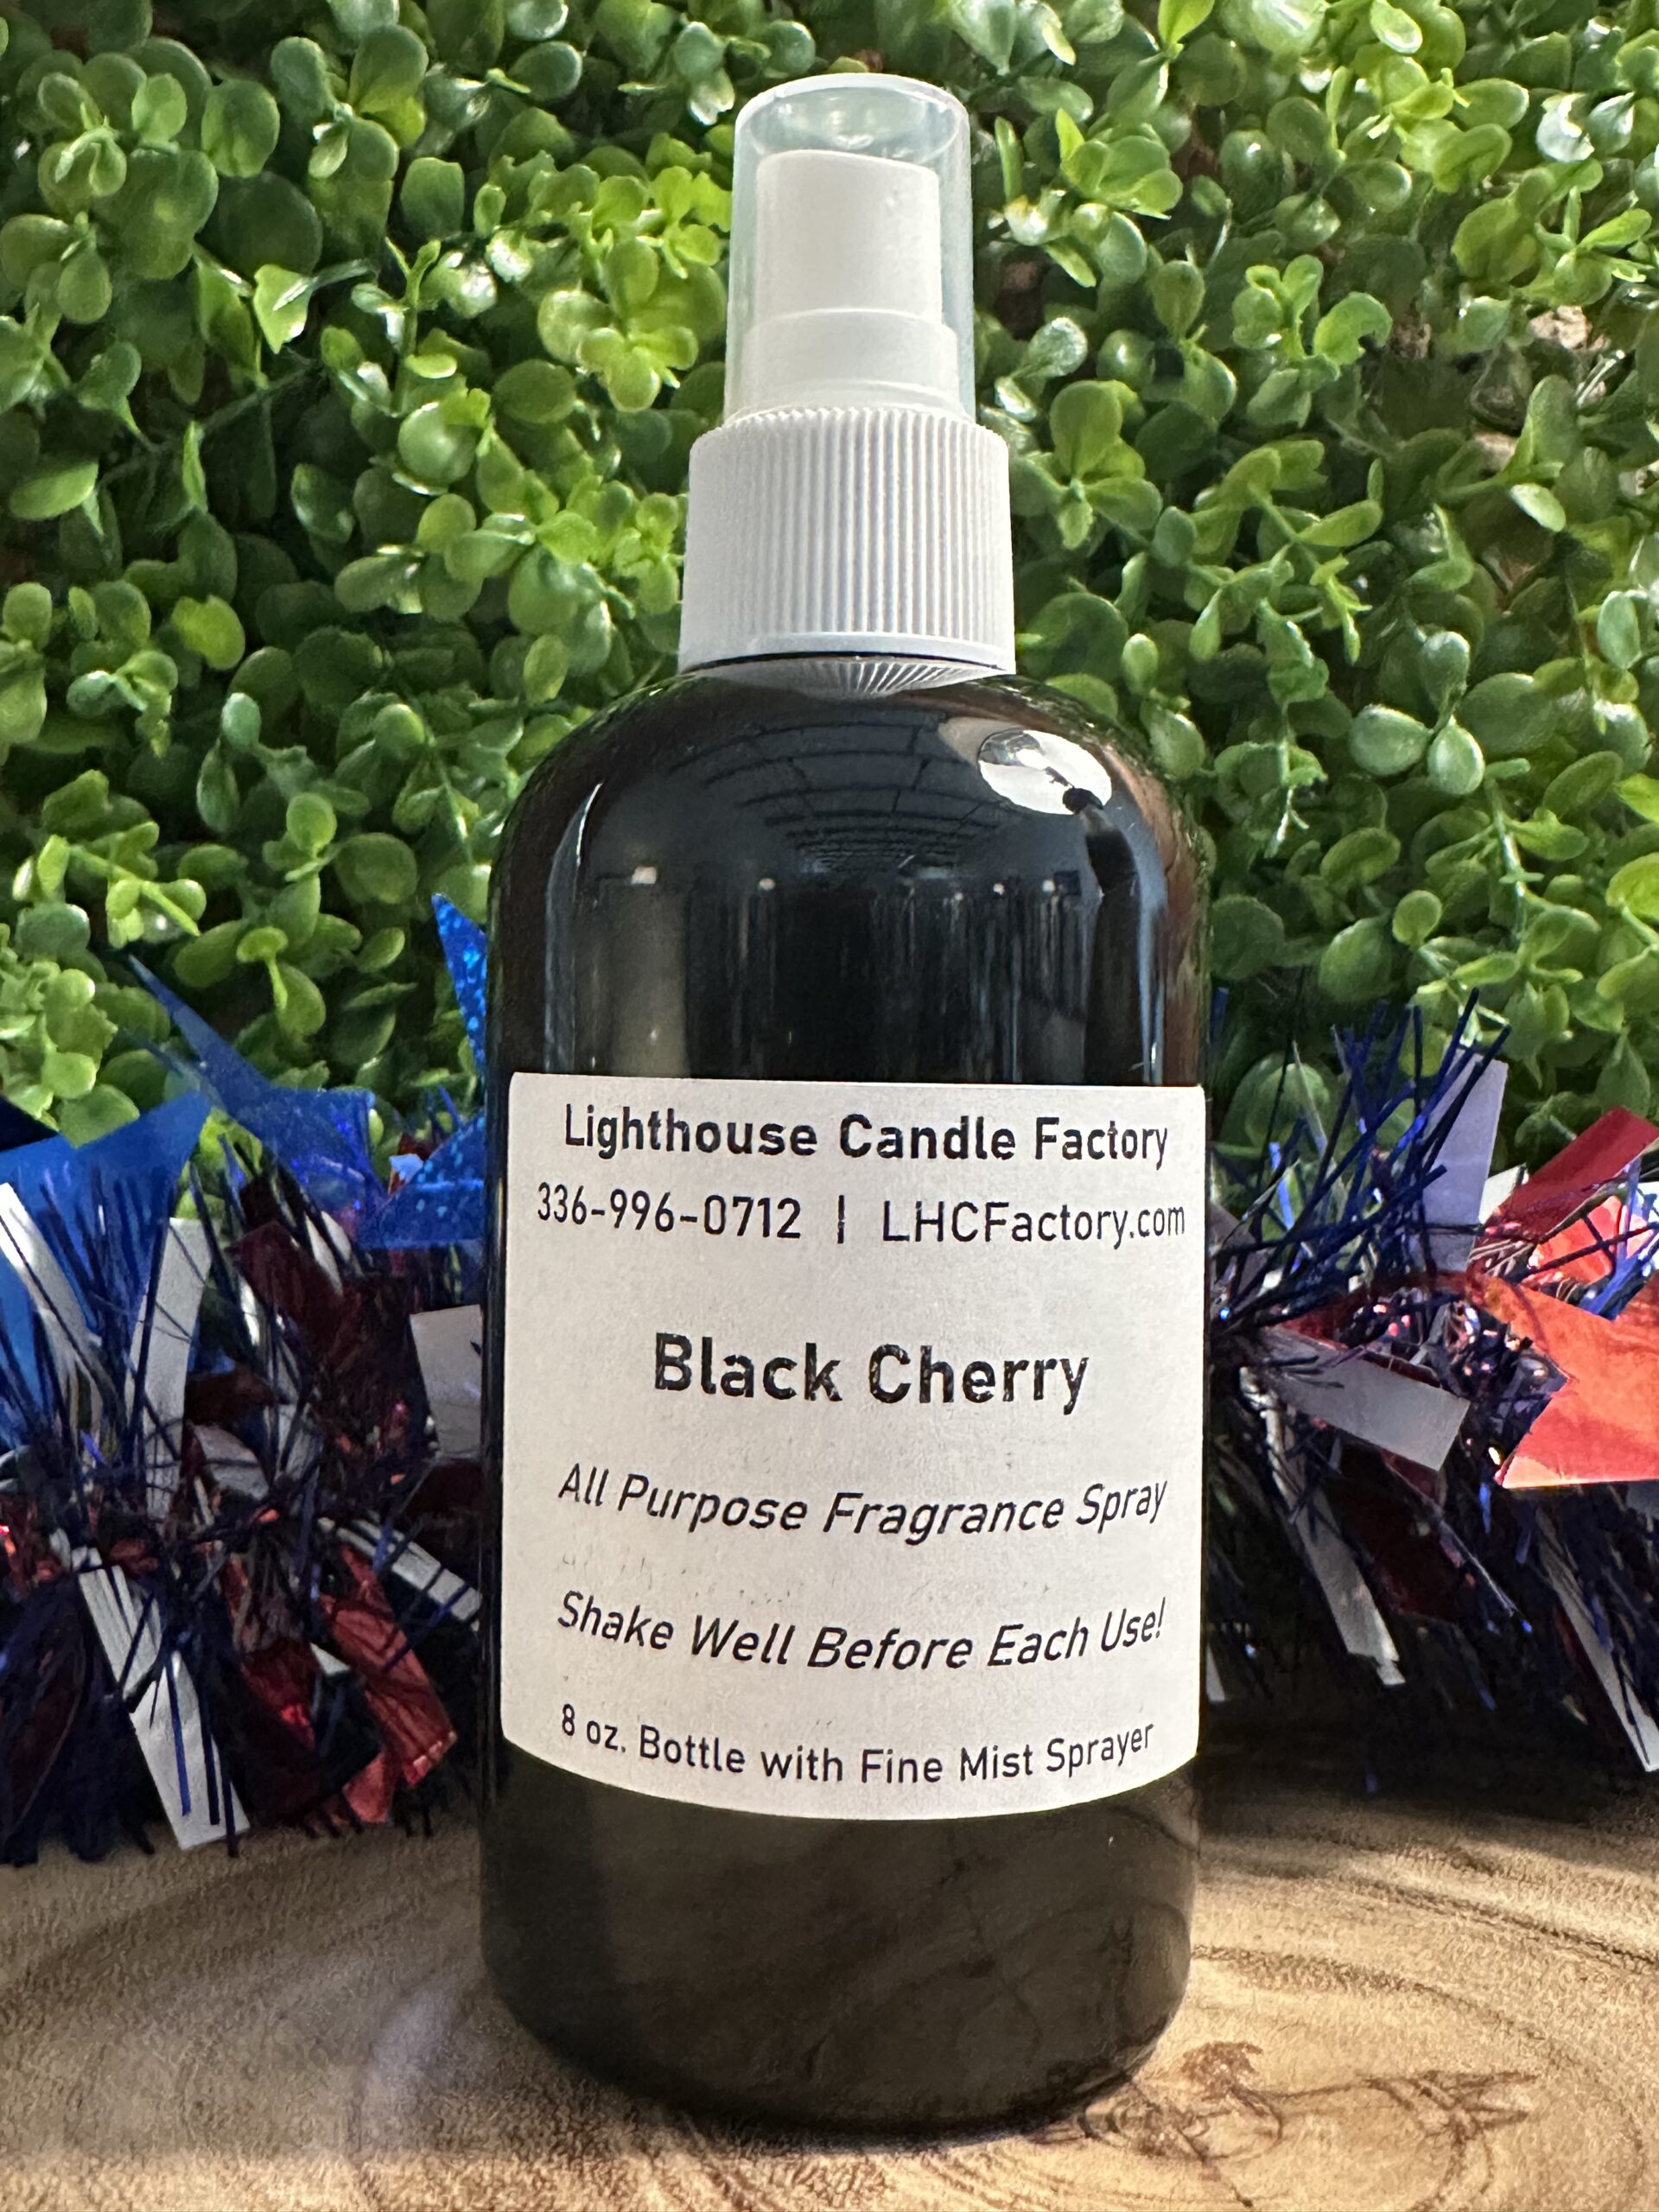 Lighthouse Candle Factory
336-996-0712 | LHCFactory.com
Black Cherry
All Purpose Fragrance Spray
Shake Well Before Each Use!
8 oz. Bottle with Fine Mist Sprayer